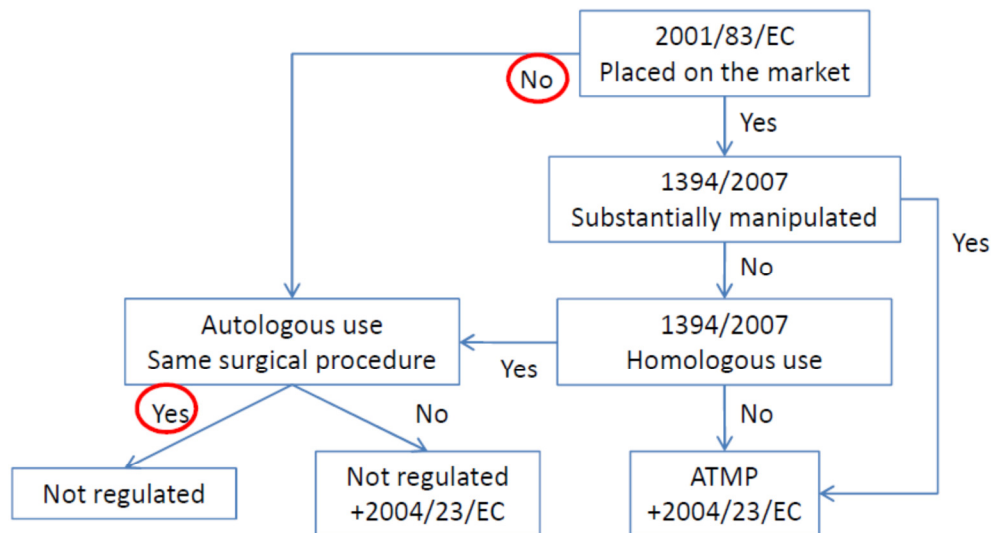 2001/83/EC
Placed on the market
No
Yes
1394/2007
Substantially manipulated
Yes
No
Autologous use
Same surgical procedure
1394/2007
Homologous use
Yes
Yes
No
No
Not regulated
Not regulated
+2004/23/EC
ATMP
+2004/23/EC